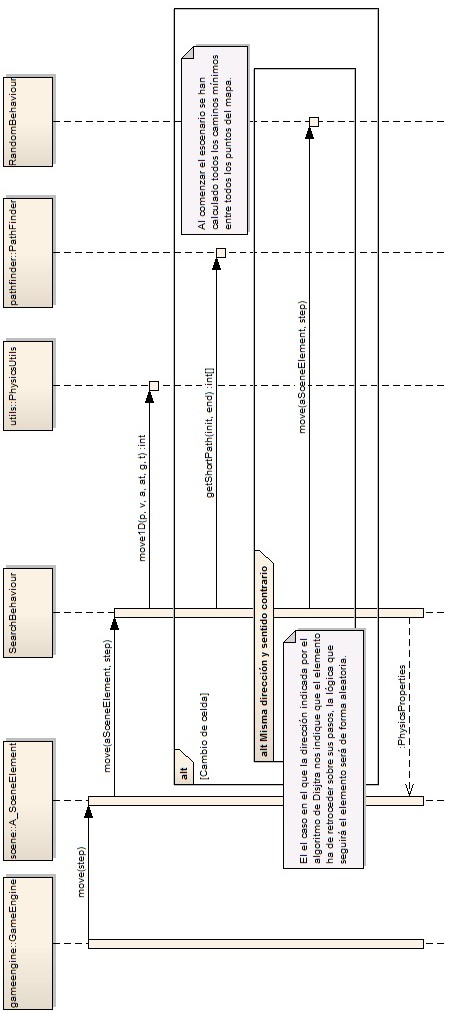 gameengine::GameEngine
scene::A_SceneElement
SearchBehaviour
utils::PhysicsUtils
pathfinder::PathFinder
RandomBehaviour
move(step)
move(aSceneElement, step)
move1D(p, v, a, at, g, t) :int
alt
[Cambio de celda]
Al comenzar el escenario se han
calculado todos los caminos mínimos
entre todos los puntos del mapa.
getShortPath(init, end) :int[]
alt Misma dirección y sentido contrario
El el caso en el que la dirección indicada por el
algoritmo de Disjtra nos indique que el elemento
ha de retroceder sobre sus pasos, la lógica que
seguirá el elemento será de forma aleatoria.
move(aSceneElement, step)
:PhysicsProperties